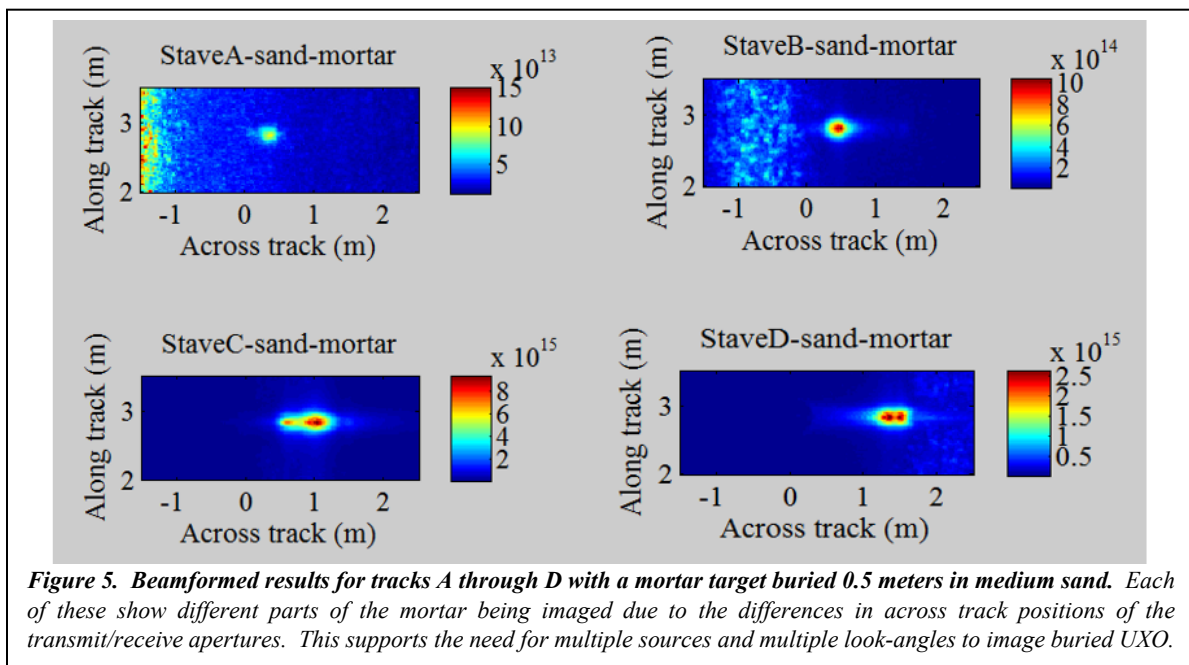 StaveA-sand-mortar
x 10^13
15
10
5
Along track (m)
3
2
-1 0 1 2
Across track (m)
StaveB-sand-mortar
x 10^14
10
8
6
4
2
Along track (m)
3
2
-1 0 1 2
Across track (m)
StaveC-sand-mortar
x 10^15
8
6
4
2
Along track (m)
3
2
-1 0 1 2
Across track (m)
StaveD-sand-mortar
x 10^15
2.5
2
1.5
1
0.5
Along track (m)
3
2
-1 0 1 2
Across track (m)
Figure 5. Beamformed results for tracks A through D with a mortar target buried 0.5 meters in medium sand. Each
of these show different parts of the mortar being imaged due to the differences in across track positions of the
transmit/receive apertures. This supports the need for multiple sources and multiple look-angles to image buried UXO.